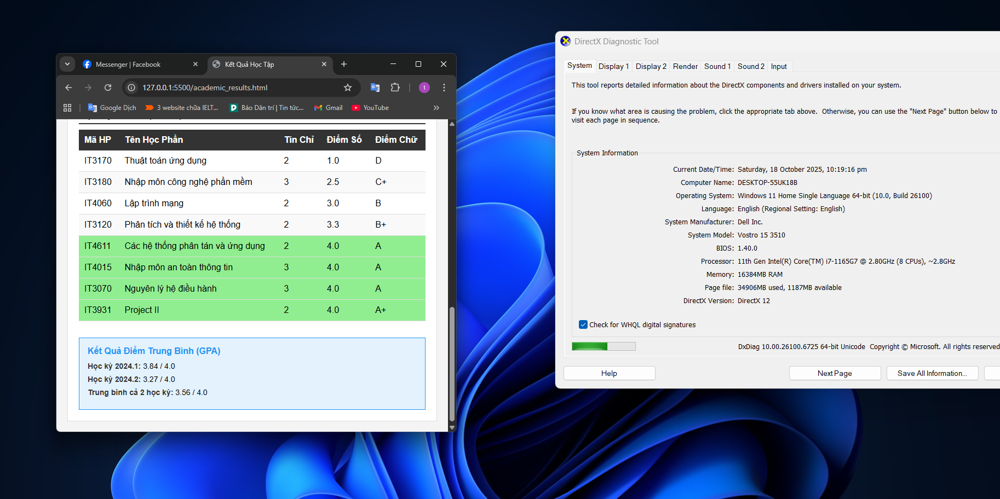 Messenger | Facebook
Kết Quả Học Tập
127.0.0.1:5500/academic_results.html
t
Google Dịch
3 website chữa IELT...
Báo Dân trí | Tin tức...
Gmail
YouTube
Mã HP Tên Học Phần Tín Chỉ Điểm Số Điểm Chữ
IT3170 Thuật toán ứng dụng 2 1.0 D
IT3180 Nhập môn công nghệ phần mềm 3 2.5 C+
IT4060 Lập trình mạng 2 3.0 B
IT3120 Phân tích và thiết kế hệ thống 2 3.3 B+
IT4611 Các hệ thống phân tán và ứng dụng 2 4.0 A
IT4015 Nhập môn an toàn thông tin 3 4.0 A
IT3070 Nguyên lý hệ điều hành 3 4.0 A
IT3931 Project II 2 4.0 A+
Kết Quả Điểm Trung Bình (GPA)
Học kỳ 2024.1: 3.84 / 4.0
Học kỳ 2024.2: 3.27 / 4.0
Trung bình cả 2 học kỳ: 3.56 / 4.0
DirectX Diagnostic Tool
System Display 1 Display 2 Render Sound 1 Sound 2 Input
This tool reports detailed information about the DirectX components and drivers installed on your system.
If you know what area is causing the problem, click the appropriate tab above. Otherwise, you can use the "Next Page" button below to
visit each page in sequence.
System Information
Current Date/Time: Saturday, 18 October 2025, 10:19:16 pm
Computer Name: DESKTOP-55UK18B
Operating System: Windows 11 Home Single Language 64-bit (10.0, Build 26100)
Language: English (Regional Setting: English)
System Manufacturer: Dell Inc.
System Model: Vostro 15 3510
BIOS: 1.40.0
Processor: 11th Gen Intel(R) Core(TM) i7-1165G7 @ 2.80GHz (8 CPUs), ~2.8GHz
Memory: 16384MB RAM
Page file: 34906MB used, 1187MB available
DirectX Version: DirectX 12
Check for WHQL digital signatures
DxDiag 10.00.26100.6725 64-bit Unicode Copyright © Microsoft. All rights reserved
Help
Next Page
Save All Information...